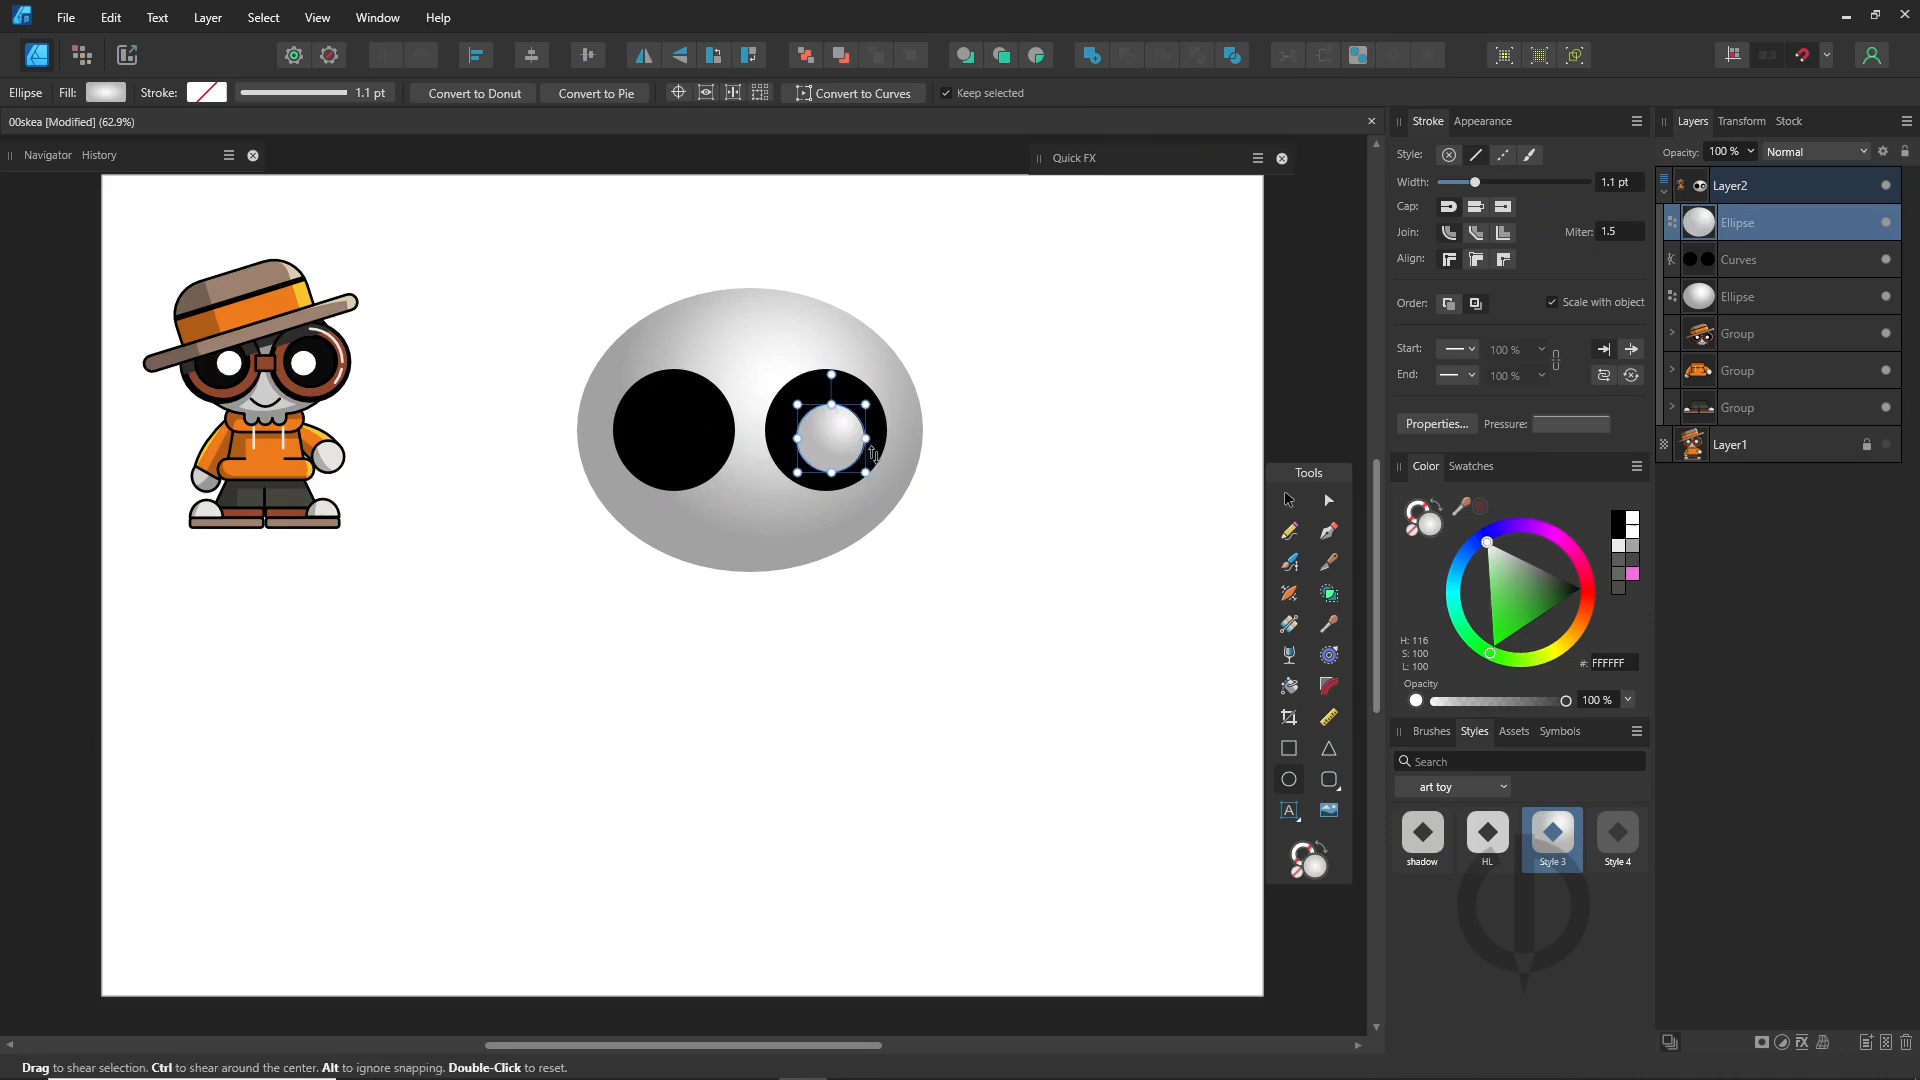 File Edit Text Layer Select View Window Help
Ellipse Fill: Stroke: 1.1 pt Convert to Donut Convert to Pie Convert to Curves Keep selected
00skea [Modified] (62.9%)
Navigator History
Quick FX
Tools
A
Stroke Appearance
Style:
Width: 1.1 pt
Cap:
Join: Miter: 1.5
Align:
Order: Scale with object
Start: 100 %
End: 100 %
Properties... Pressure:
Color Swatches
H: 116
S: 100
L: 100
#: FFFFFF
Opacity
100 %
Brushes Styles Assets Symbols
Search
art toy
shadow HL Style 3 Style 4
Layers Transform Stock
Opacity: 100 % Normal
Layer2
Ellipse
Curves
Ellipse
Group
Group
Group
Layer1
Drag to shear selection. Ctrl to shear around the center. Alt to ignore snapping. Double-Click to reset.